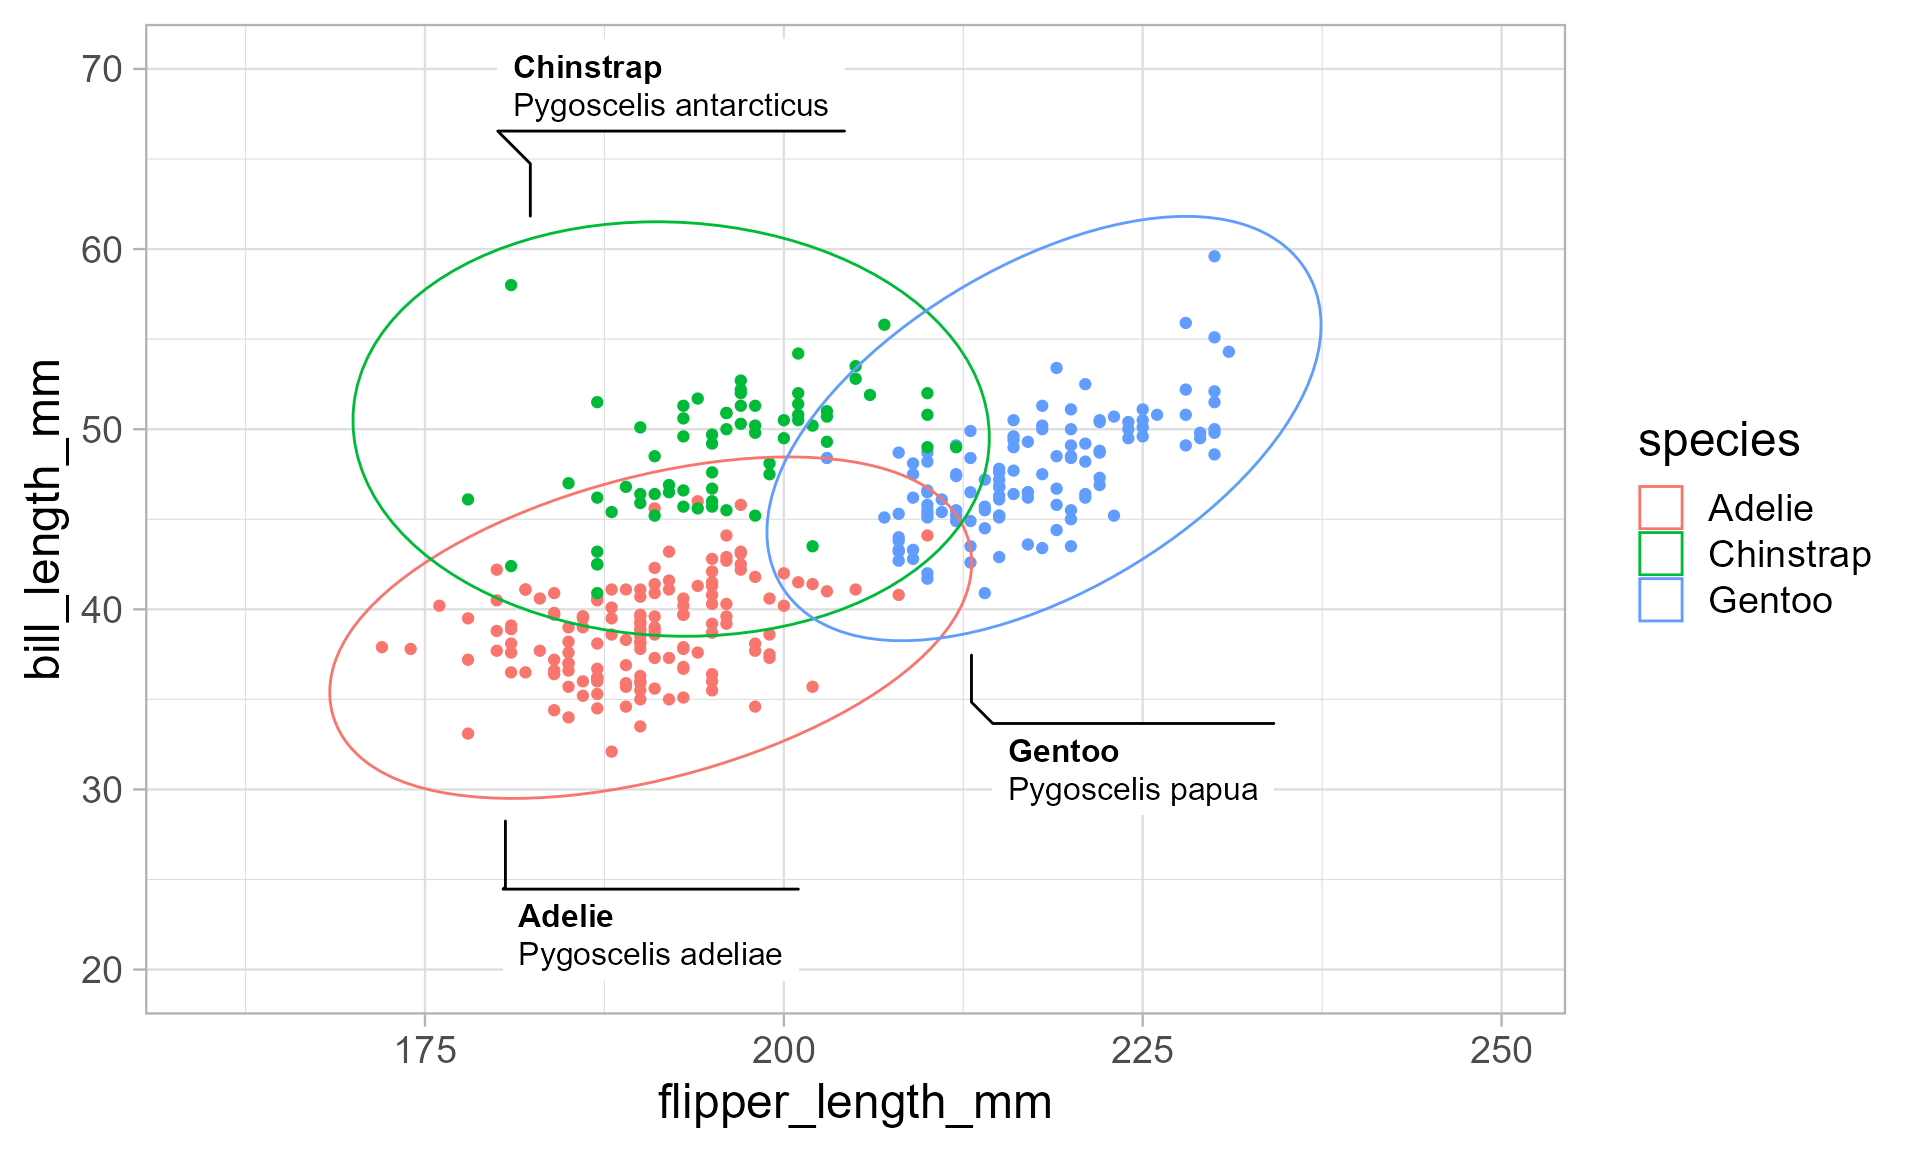 Chinstrap
Pygoscelis antarcticus
70
60
50
40
30
20
bill_length_mm
Gentoo
Pygoscelis papua
Adelie
Pygoscelis adeliae
175
200
225
250
flipper_length_mm
species
Adelie
Chinstrap
Gentoo